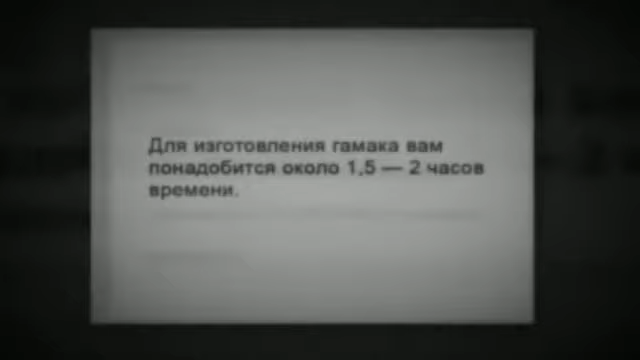 Для изготовления гамака вам
понадобится около 1,5 — 2 часов
времени.